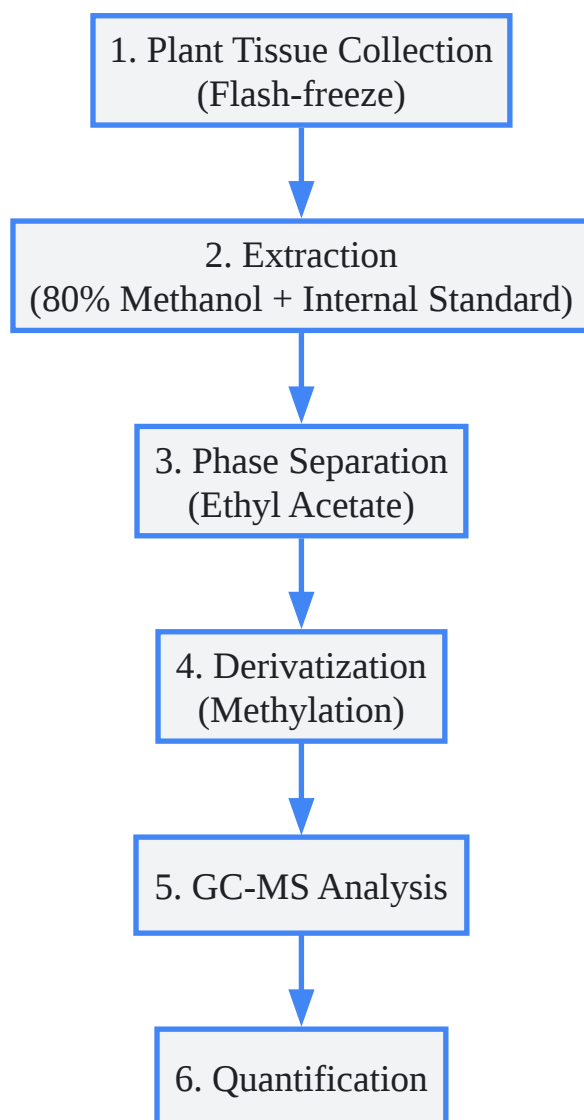 1. Plant Tissue Collection
(Flash-freeze)
2. Extraction
(80% Methanol + Internal Standard)
3. Phase Separation
(Ethyl Acetate)
4. Derivatization
(Methylation)
5. GC-MS Analysis
6. Quantification